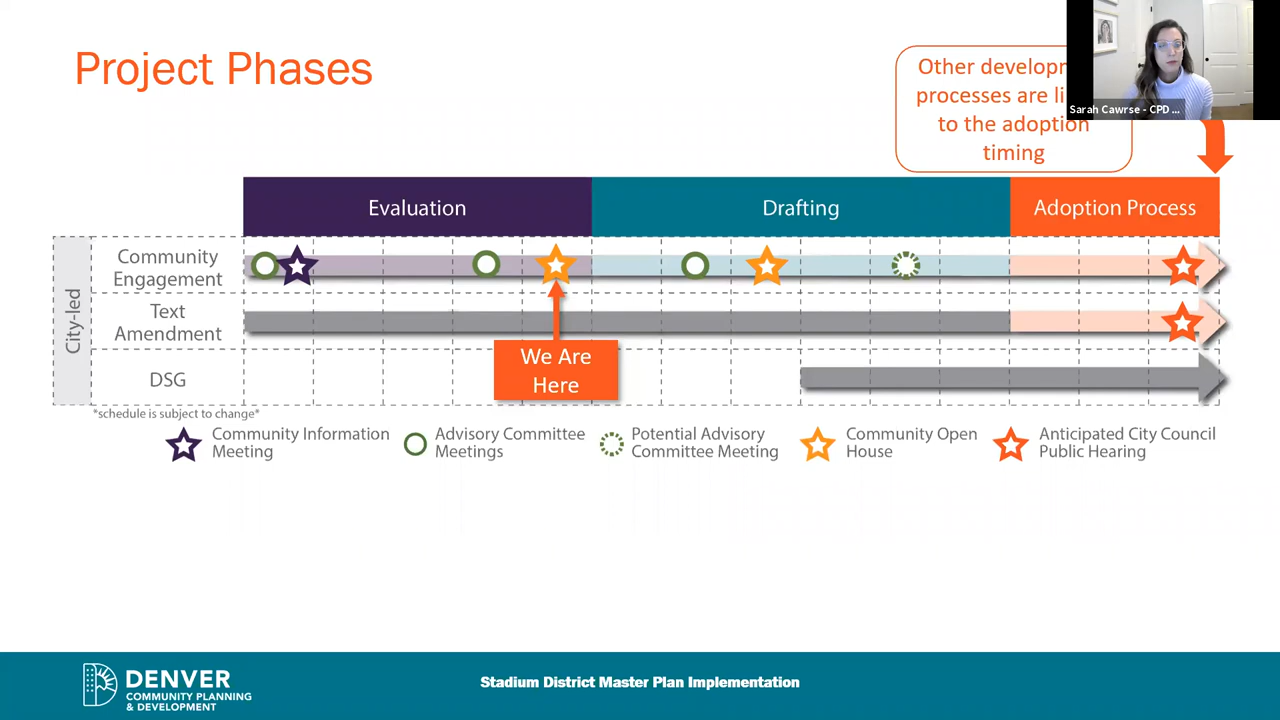 Project Phases
Other developm
processes are li
to the adoption
timing
Sarah Cawrse - CPD ...
Evaluation
Drafting
Adoption Process
City-led
Community
Engagement
Text
Amendment
We Are
Here
DSG
*schedule is subject to change*
Community Information
Meeting
Advisory Committee
Meetings
Potential Advisory
Committee Meeting
Community Open
House
Anticipated City Council
Public Hearing
DENVER
COMMUNITY PLANNING
& DEVELOPMENT
Stadium District Master Plan Implementation